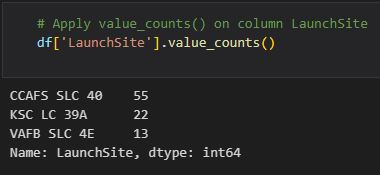 # Apply value_counts() on column LaunchSite
df['LaunchSite'].value_counts()
CCAFS SLC 40    55
KSC LC 39A      22
VAFB SLC 4E     13
Name: LaunchSite, dtype: int64